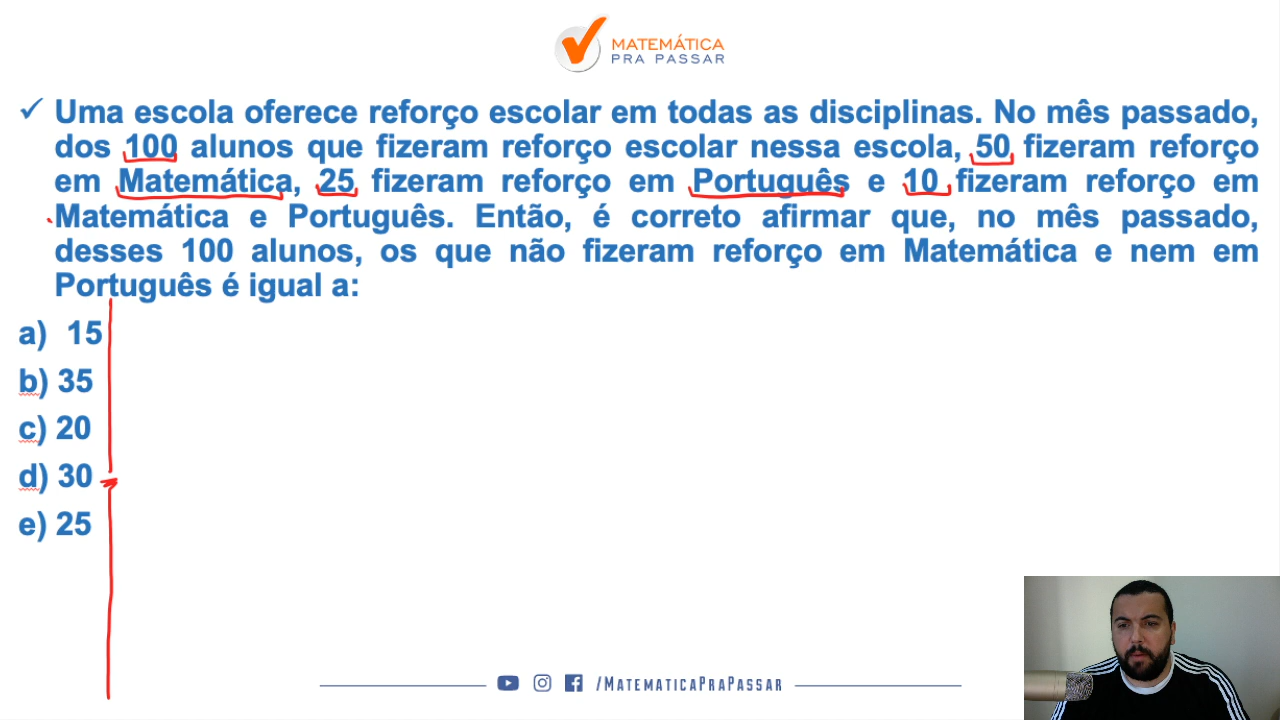 MATEMÁTICA
PRA PASSAR
✓ Uma escola oferece reforço escolar em todas as disciplinas. No mês passado,
dos 100 alunos que fizeram reforço escolar nessa escola, 50 fizeram reforço
em Matemática, 25 fizeram reforço em Português e 10 fizeram reforço em
Matemática e Português. Então, é correto afirmar que, no mês passado,
desses 100 alunos, os que não fizeram reforço em Matemática e nem em
Português é igual a:
a) 15
b) 35
c) 20
d) 30
e) 25
/MATEMATICAPRAPASSAR